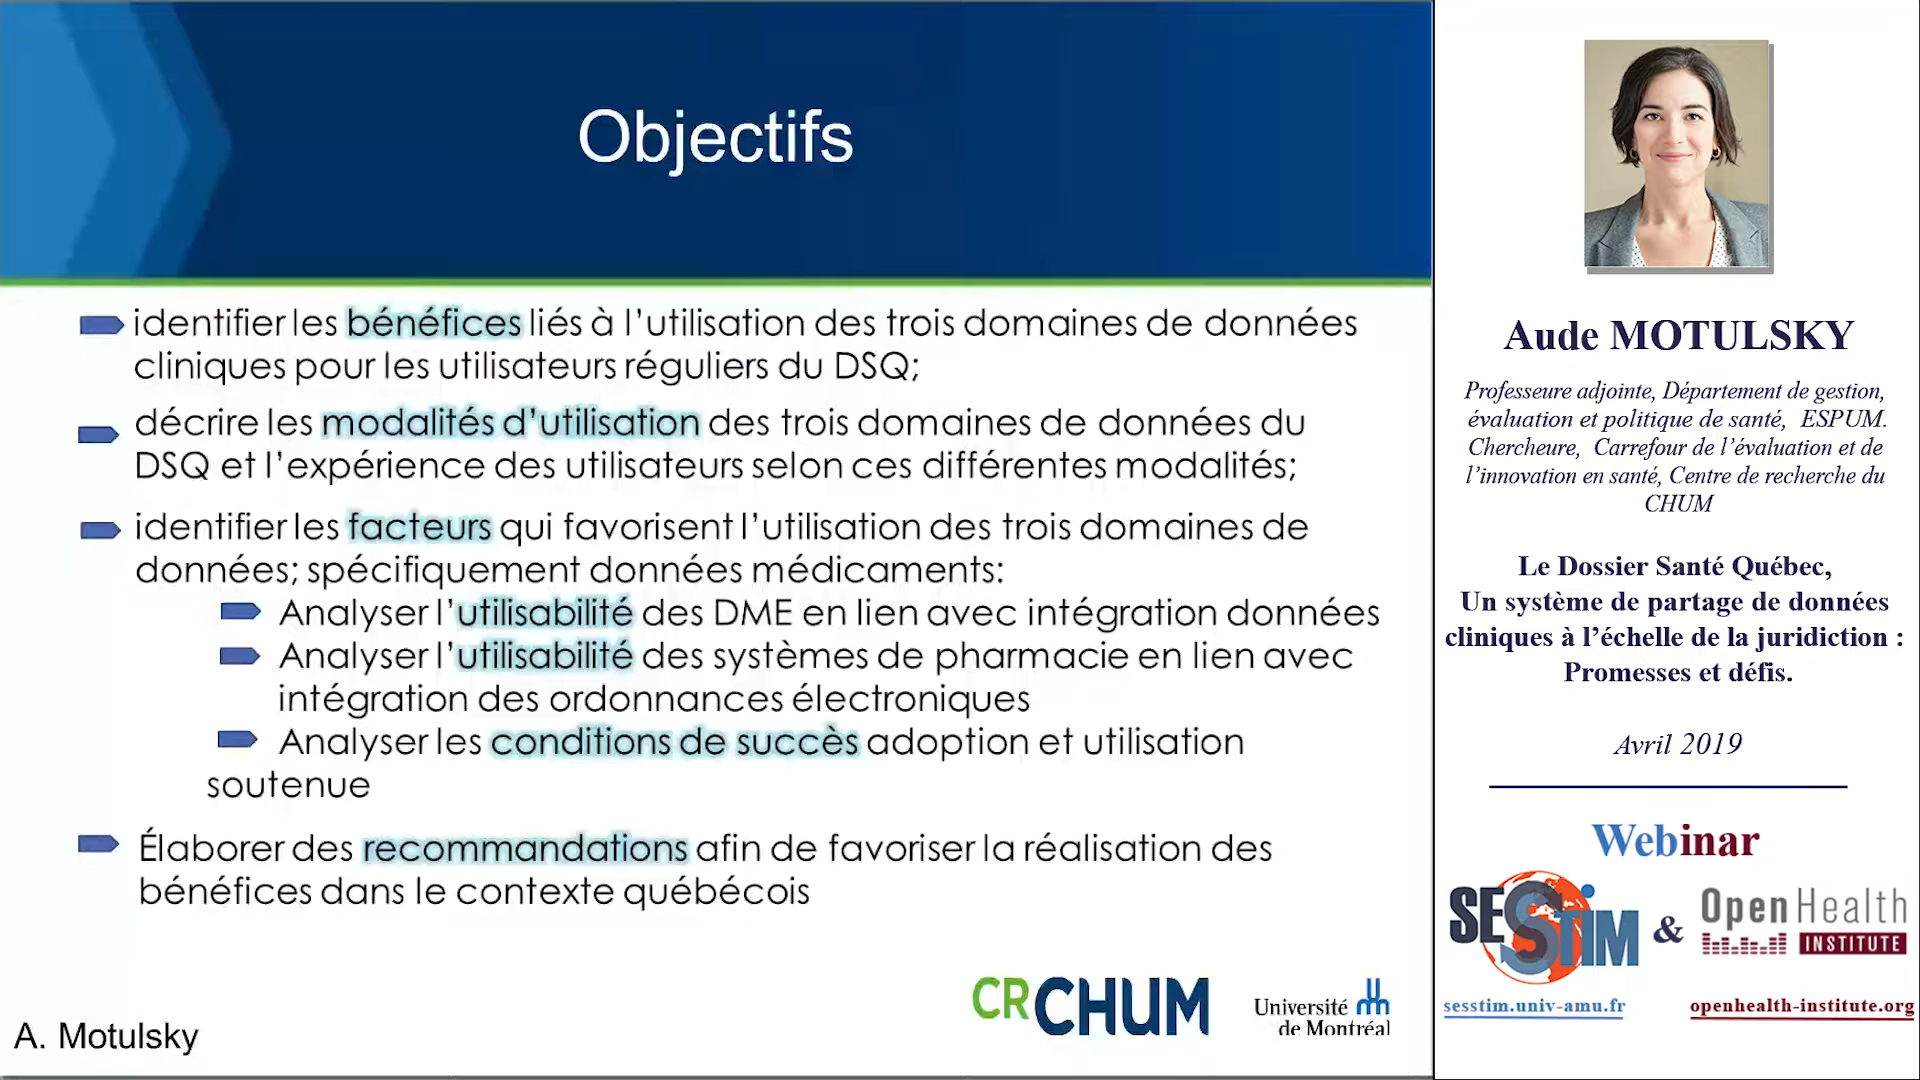 Objectifs
identifier les bénéfices liés à l'utilisation des trois domaines de données
cliniques pour les utilisateurs réguliers du DSQ;
décrire les modalités d'utilisation des trois domaines de données du
DSQ et l'expérience des utilisateurs selon ces différentes modalités;
identifier les facteurs qui favorisent l'utilisation des trois domaines de
données; spécifiquement données médicaments:
Analyser l'utilisabilité des DME en lien avec intégration données
Analyser l'utilisabilité des systèmes de pharmacie en lien avec
intégration des ordonnances électroniques
Analyser les conditions de succès adoption et utilisation
soutenue
Élaborer des recommandations afin de favoriser la réalisation des
bénéfices dans le contexte québécois
CRCHUM
Université
de Montréal
A. Motulsky
Aude MOTULSKY
Professeure adjointe, Département de gestion,
évaluation et politique de santé, ESPUM.
Chercheure, Carrefour de l'évaluation et de
l'innovation en santé, Centre de recherche du
CHUM
Le Dossier Santé Québec,
Un système de partage de données
cliniques à l'échelle de la juridiction :
Promesses et défis.
Avril 2019
Webinar
SESSTIM & Open Health
INSTITUTE
sesstim.univ-amu.fr openhealth-institute.org